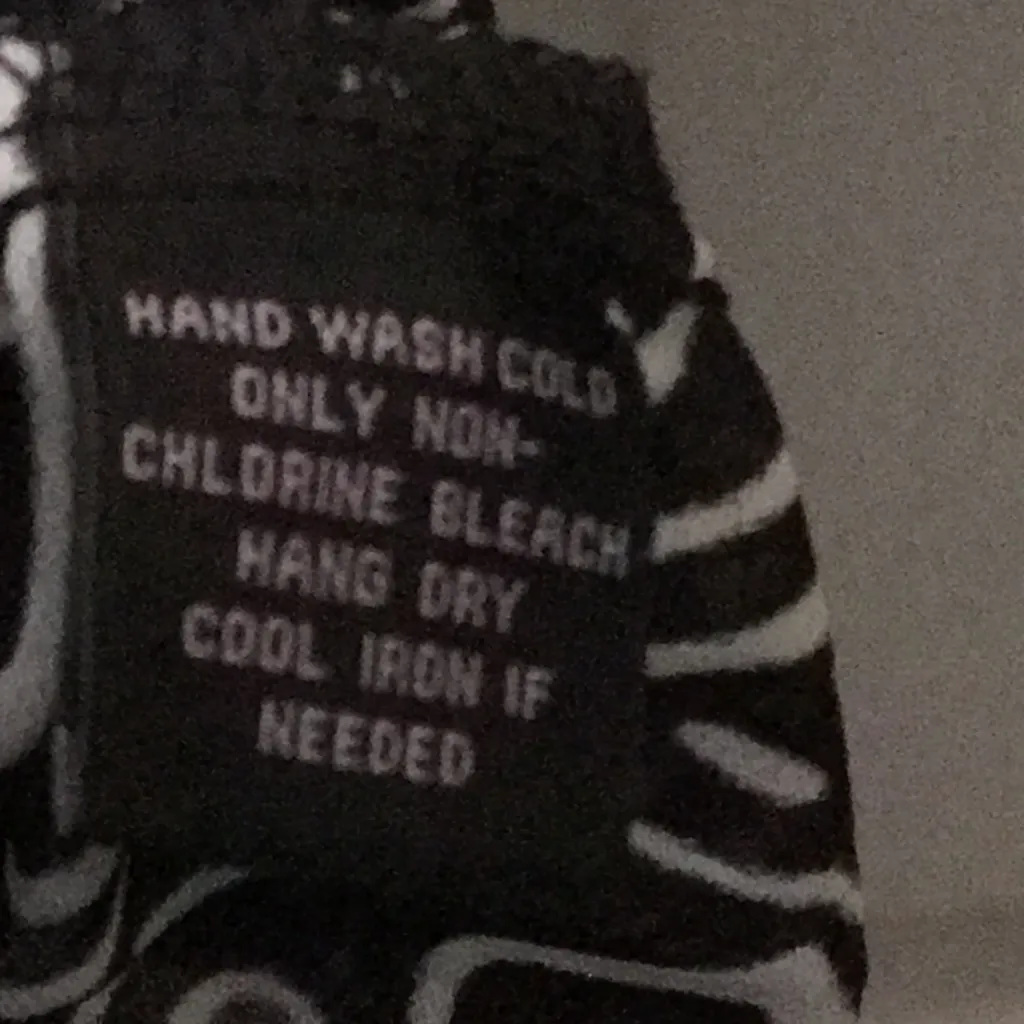 HAND WASH COLD
ONLY NON-
CHLORINE BLEACH
HANG DRY
COOL IRON IF
NEEDED